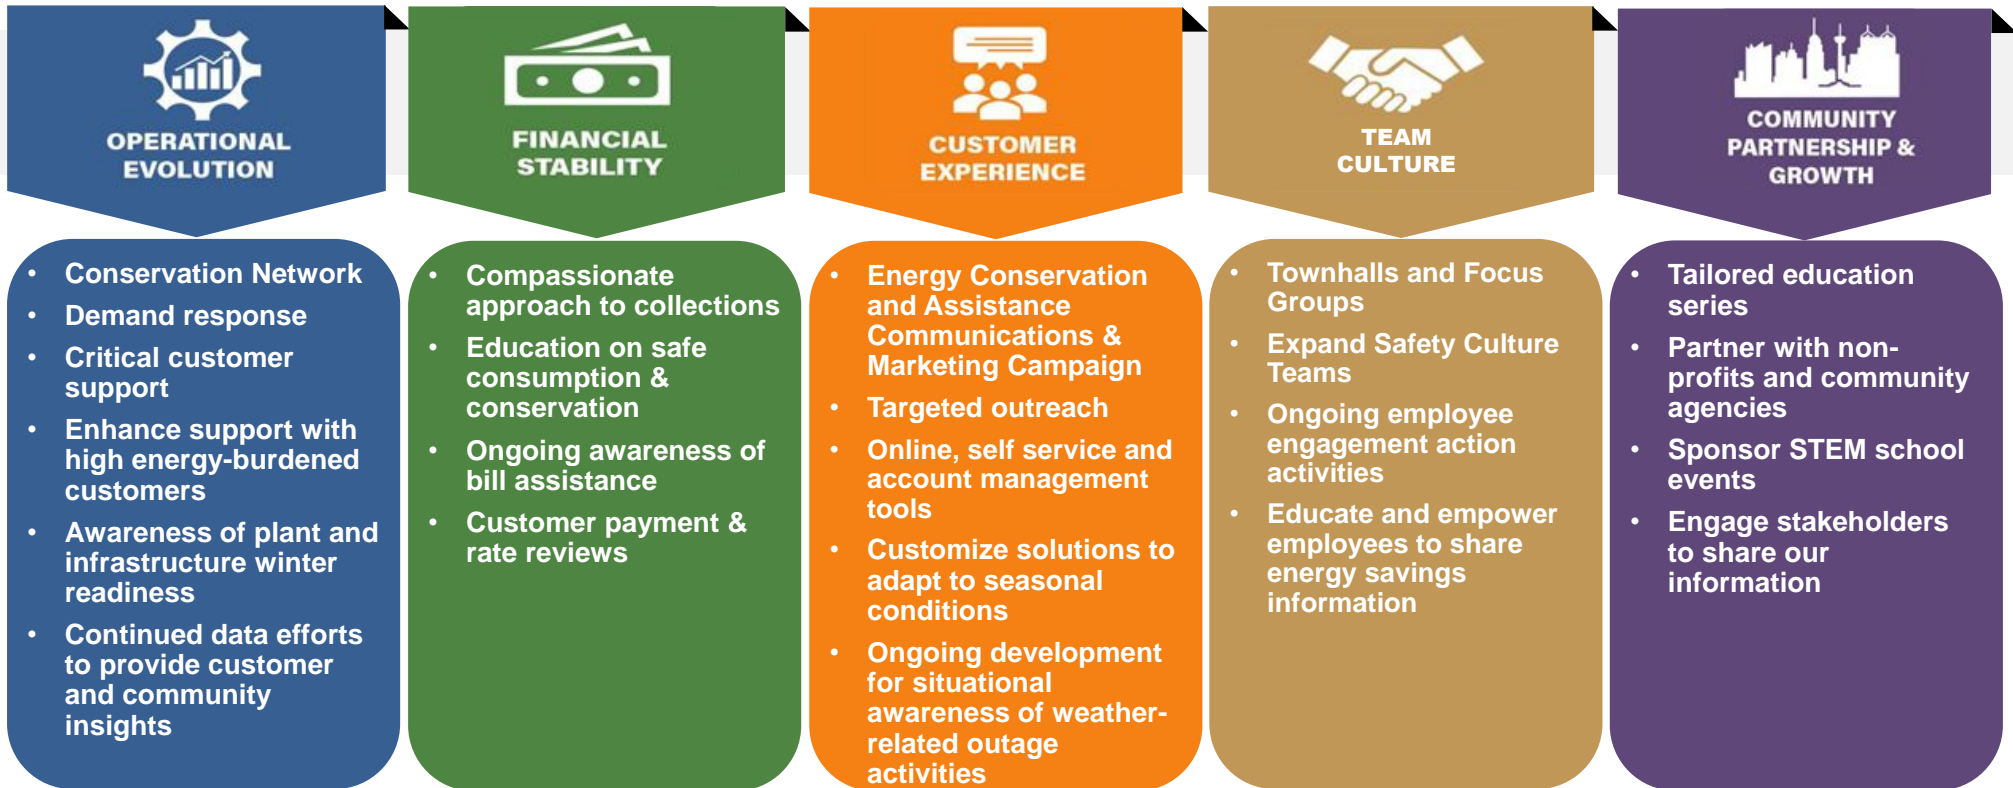 OPERATIONAL
EVOLUTION
• Conservation Network
• Demand response
• Critical customer
support
• Enhance support with
high energy-burdened
customers
• Awareness of plant and
infrastructure winter
readiness
• Continued data efforts
to provide customer
and community
insights
FINANCIAL
STABILITY
• Compassionate
approach to collections
• Education on safe
consumption &
conservation
• Ongoing awareness of
bill assistance
• Customer payment &
rate reviews
CUSTOMER
EXPERIENCE
• Energy Conservation
and Assistance
Communications &
Marketing Campaign
• Targeted outreach
• Online, self service and
account management
tools
• Customize solutions to
adapt to seasonal
conditions
• Ongoing development
for situational
awareness of weather-
related outage
activities
TEAM
CULTURE
• Townhalls and Focus
Groups
• Expand Safety Culture
Teams
• Ongoing employee
engagement action
activities
• Educate and empower
employees to share
energy savings
information
COMMUNITY
PARTNERSHIP &
GROWTH
• Tailored education
series
• Partner with non-
profits and community
agencies
• Sponsor STEM school
events
• Engage stakeholders
to share our
information